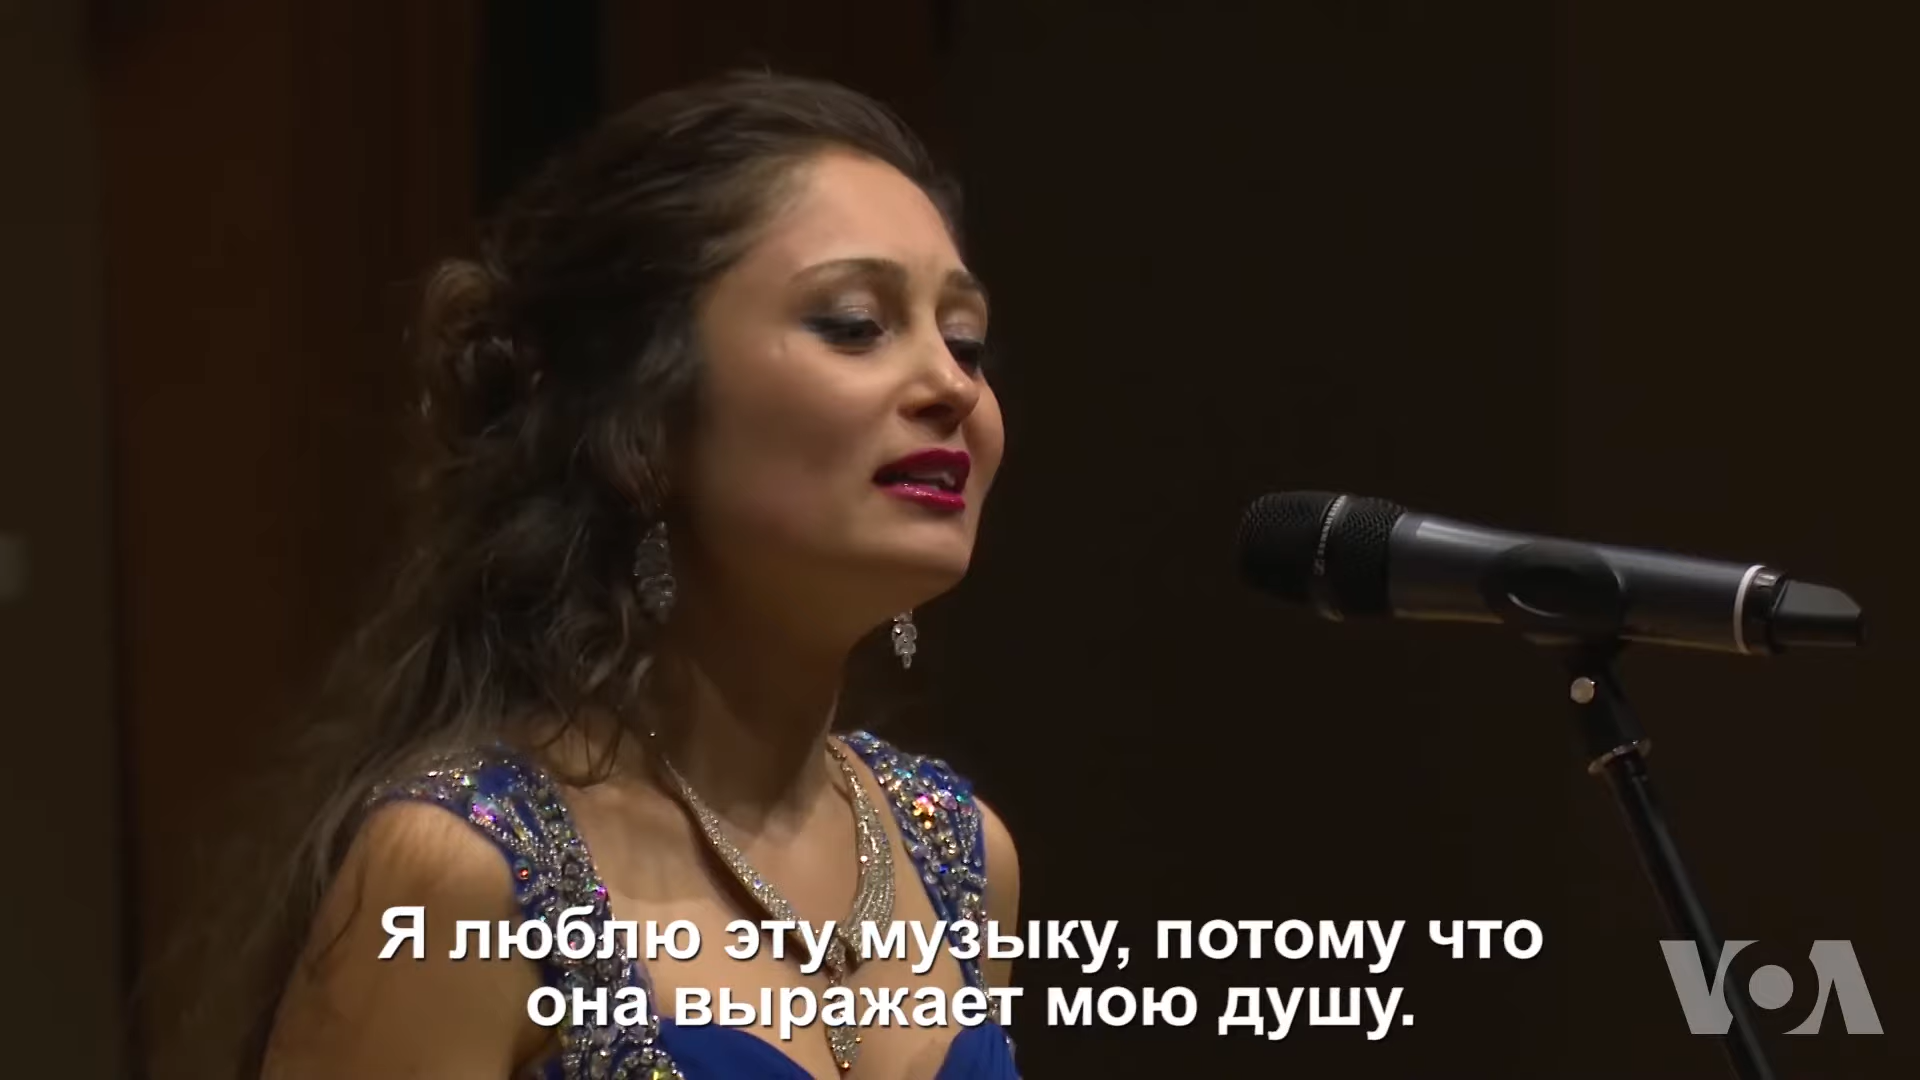 Я люблю эту музыку, потому что
она выражает мою душу.
VOA